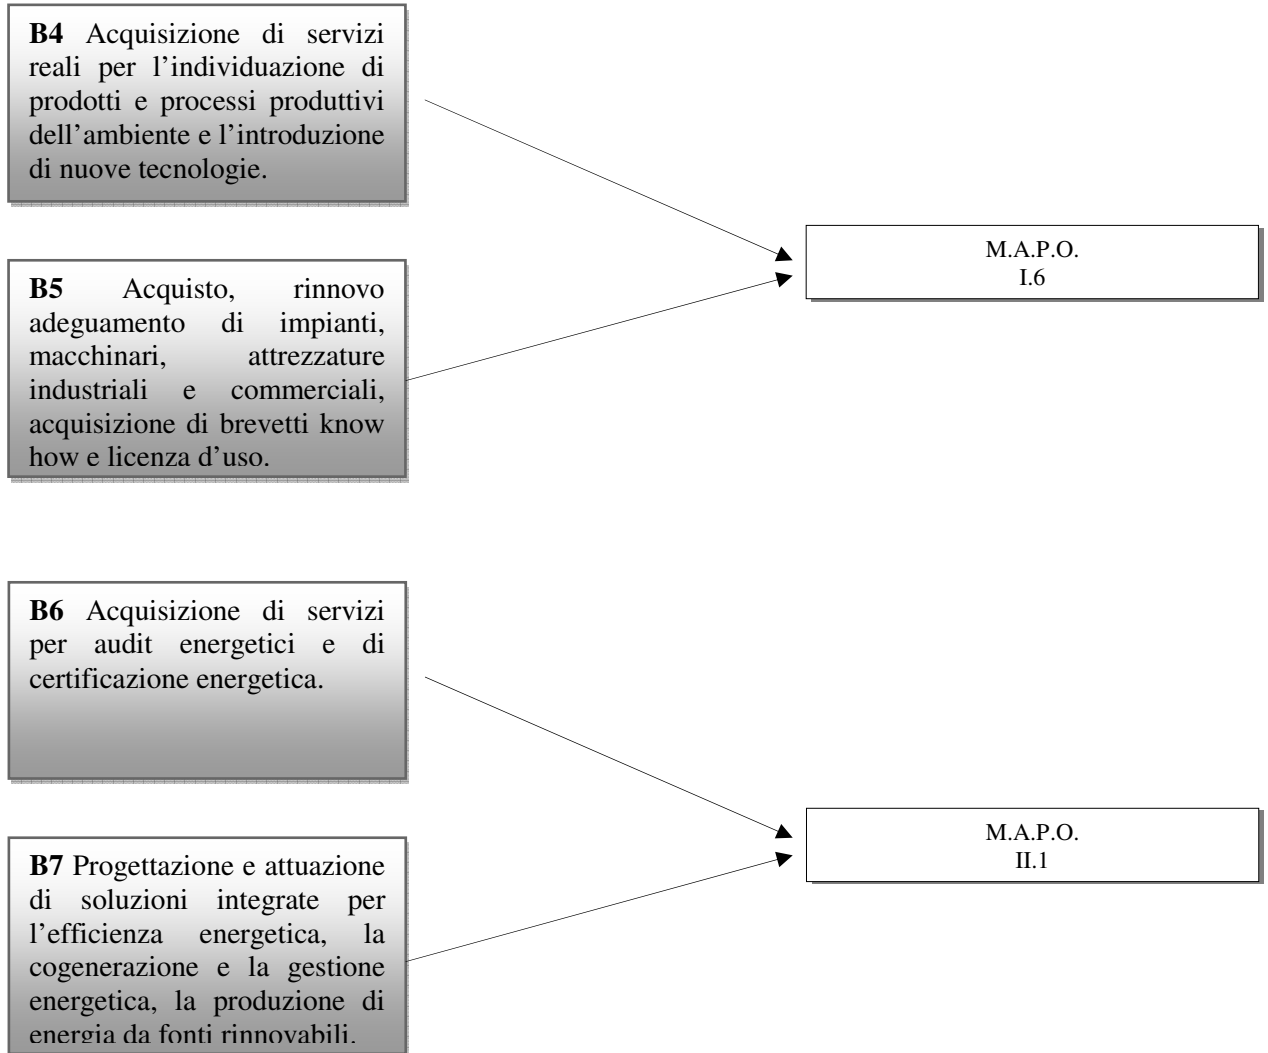 B4 Acquisizione di servizi
reali per l’individuazione di
prodotti e processi produttivi
dell’ambiente e l’introduzione
di nuove tecnologie.
M.A.P.O.
I.6
B5 Acquisto, rinnovo
adeguamento di impianti,
macchinari, attrezzature
industriali e commerciali,
acquisizione di brevetti know
how e licenza d’uso.
B6 Acquisizione di servizi
per audit energetici e di
certificazione energetica.
M.A.P.O.
II.1
B7 Progettazione e attuazione
di soluzioni integrate per
l’efficienza energetica, la
cogenerazione e la gestione
energetica, la produzione di
energia da fonti rinnovabili.